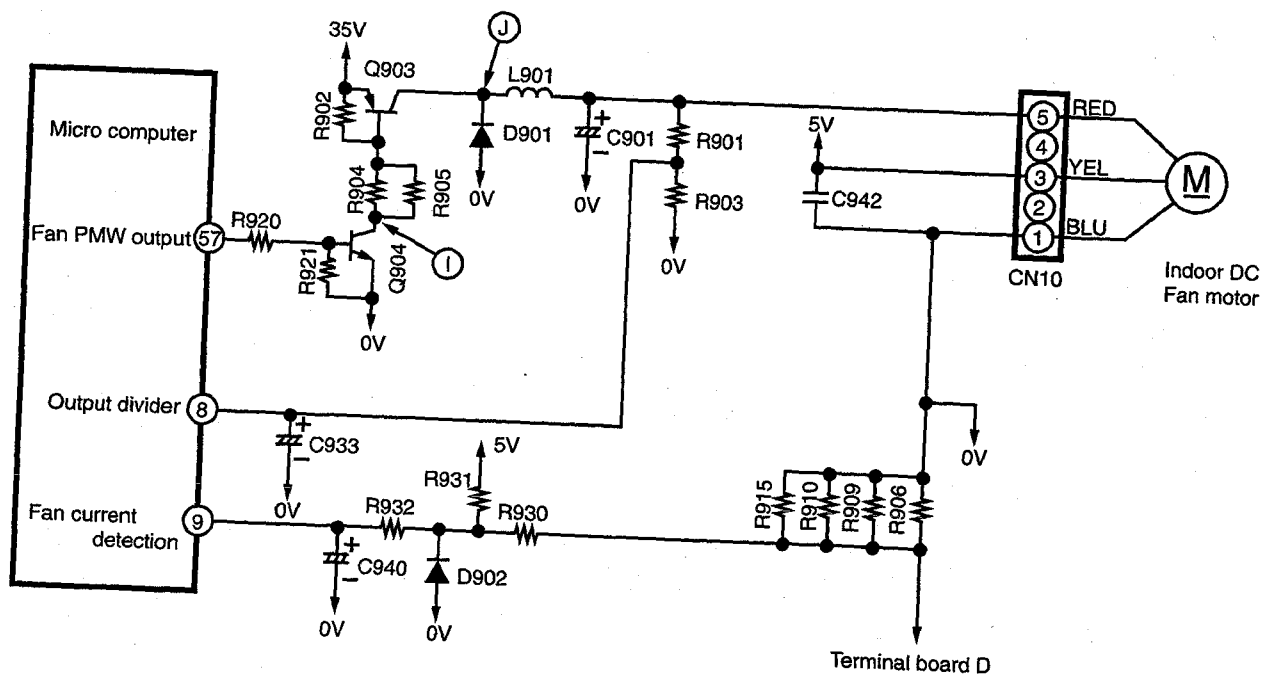 J
35V
Q903
L901
Micro computer
R902
D901
+
C901
−
R901
5V
CN10
5
RED
4
3
YEL
M
2
1
BLU
C942
0V
0V
R904
R905
R903
0V
Fan PMW output
57
R920
R921
Q904
I
0V
Indoor DC
Fan motor
Output divider
8
+
C933
−
0V
5V
R931
0V
R915
R910
R909
R906
Fan current
detection
9
R932
R930
+
C940
−
D902
0V
0V
Terminal board D